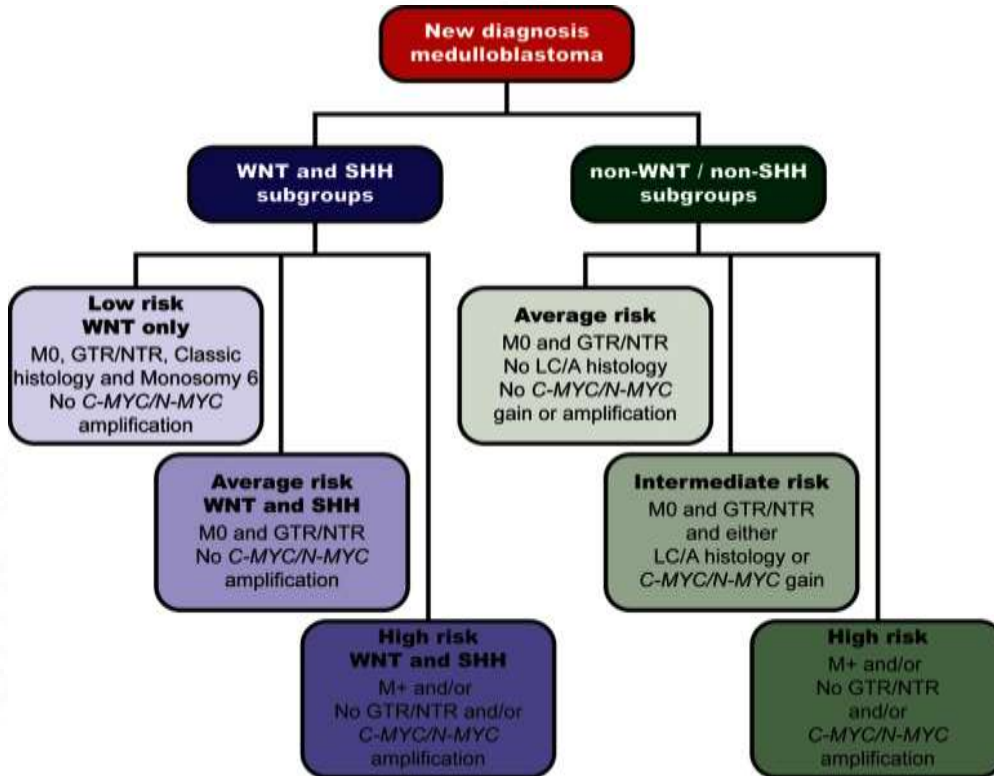 New diagnosis
medulloblastoma
WNT and SHH
subgroups
non-WNT / non-SHH
subgroups
Low risk
WNT only
M0, GTR/NTR, Classic
histology and Monosomy 6
No C-MYC/N-MYC
amplification
Average risk
M0 and GTR/NTR
No LC/A histology
No C-MYC/N-MYC
gain or amplification
Average risk
WNT and SHH
M0 and GTR/NTR
No C-MYC/N-MYC
amplification
Intermediate risk
M0 and GTR/NTR
and either
LC/A histology or
C-MYC/N-MYC gain
High risk
WNT and SHH
M+ and/or
No GTR/NTR and/or
C-MYC/N-MYC
amplification
High risk
M+ and/or
No GTR/NTR
and/or
C-MYC/N-MYC
amplification